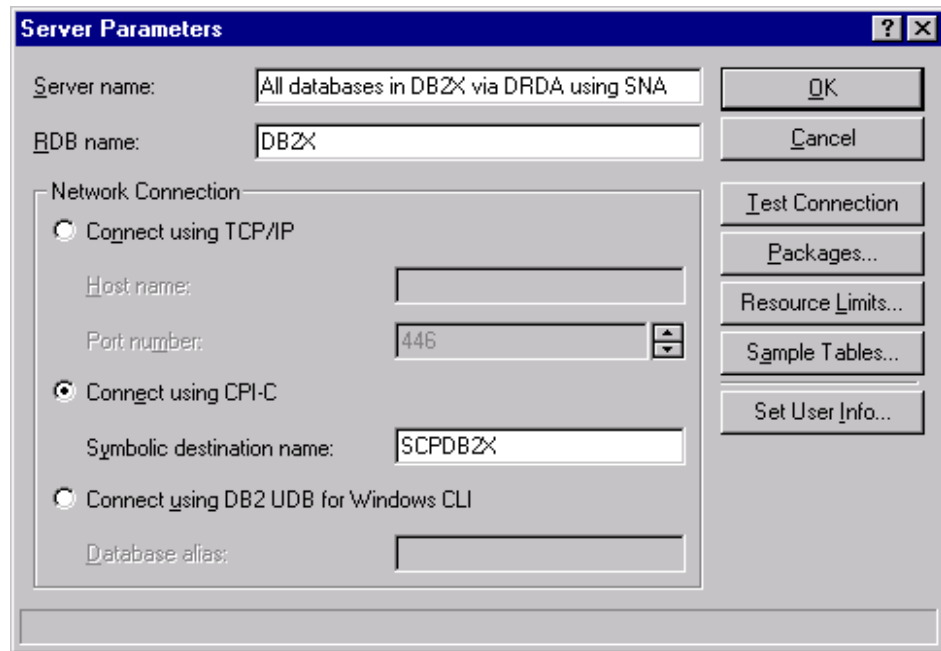 Server Parameters
Server name:
All databases in DB2X via DRDA using SNA
OK
RDB name:
DB2X
Cancel
Network Connection
Test Connection
Connect using TCP/IP
Packages...
Host name:
Resource Limits...
Port number:
446
Sample Tables...
Connect using CPI-C
Set User Info...
Symbolic destination name:
SCPDB2X
Connect using DB2 UDB for Windows CLI
Database alias: